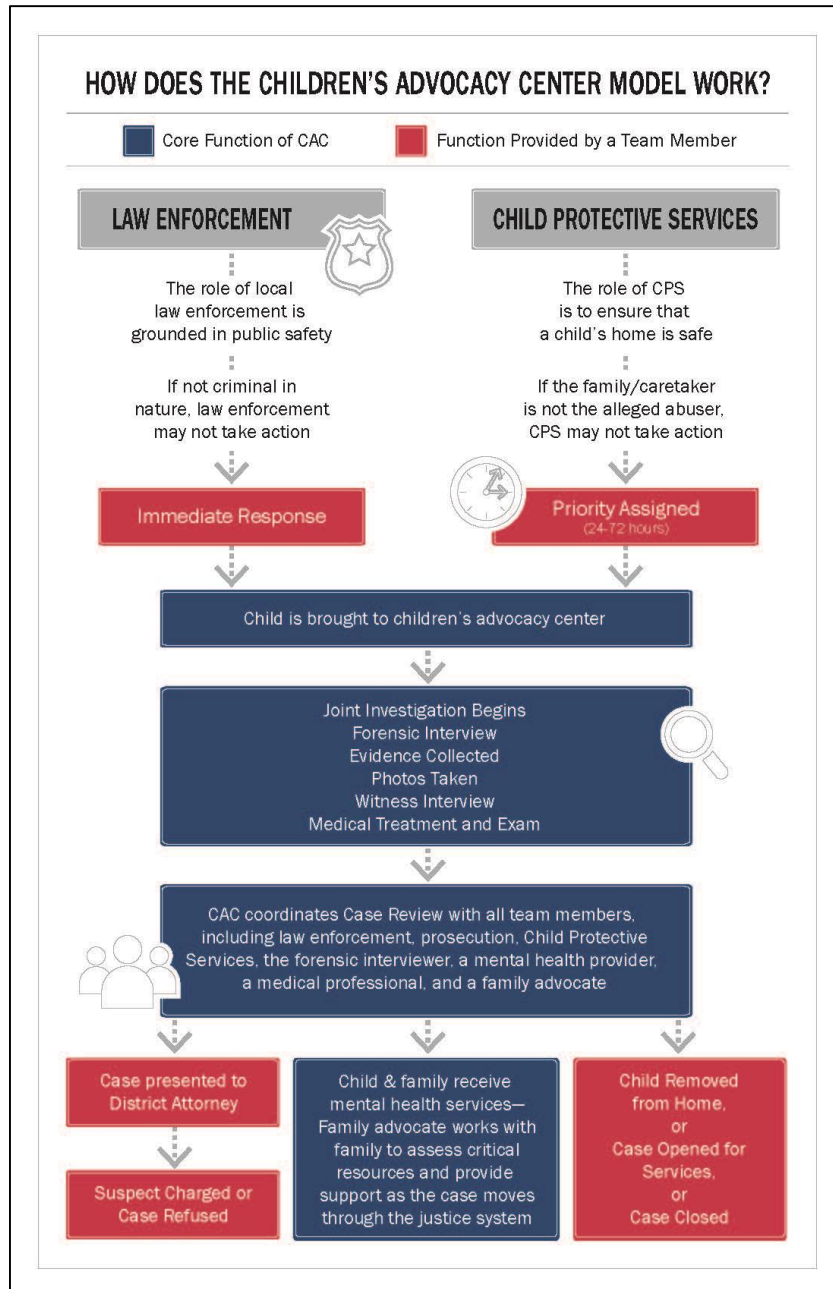 HOW DOES THE CHILDREN'S ADVOCACY CENTER MODEL WORK?
Core Function of CAC
Function Provided by a Team Member
LAW ENFORCEMENT
The role of local
law enforcement is
grounded in public safety
If not criminal in
nature, law enforcement
may not take action
Immediate Response
CHILD PROTECTIVE SERVICES
The role of CPS
is to ensure that
a child's home is safe
If the family/caretaker
is not the alleged abuser,
CPS may not take action
Priority Assigned
(24-72 hours)
Child is brought to children's advocacy center
Joint Investigation Begins
Forensic Interview
Evidence Collected
Photos Taken
Witness Interview
Medical Treatment and Exam
CAC coordinates Case Review with all team members,
including law enforcement, prosecution, Child Protective
Services, the forensic interviewer, a mental health provider,
a medical professional, and a family advocate
Case presented to
District Attorney
Suspect Charged or
Case Refused
Child & family receive
mental health services—
Family advocate works with
family to assess critical
resources and provide
support as the case moves
through the justice system
Child Removed
from Home,
or
Case Opened for
Services,
or
Case Closed